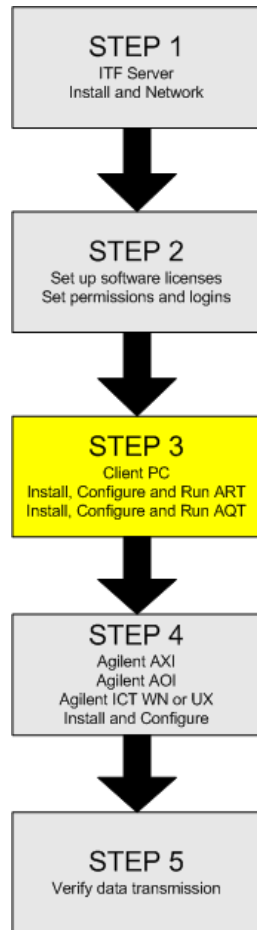 STEP 1
ITF Server
Install and Network
STEP 2
Set up software licenses
Set permissions and logins
STEP 3
Client PC
Install, Configure and Run ART
Install, Configure and Run AQT
STEP 4
Agilent AXI
Agilent AOI
Agilent ICT WN or UX
Install and Configure
STEP 5
Verify data transmission